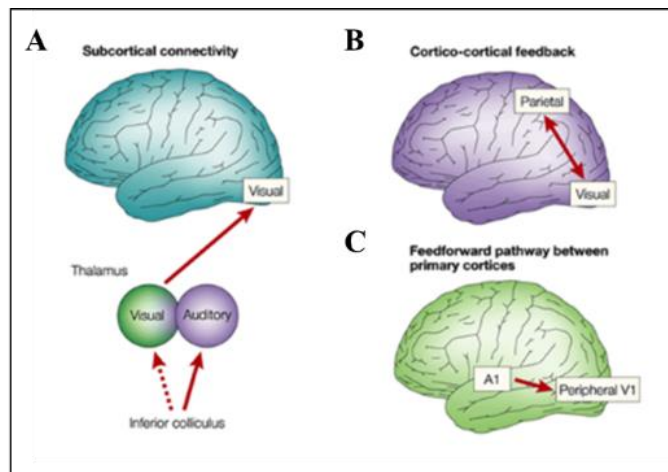 A
Subcortical connectivity
Visual
Thalamus
Visual
Auditory
Inferior colliculus
B
Cortico-cortical feedback
Parietal
Visual
C
Feedforward pathway between
primary cortices
A1
Peripheral V1